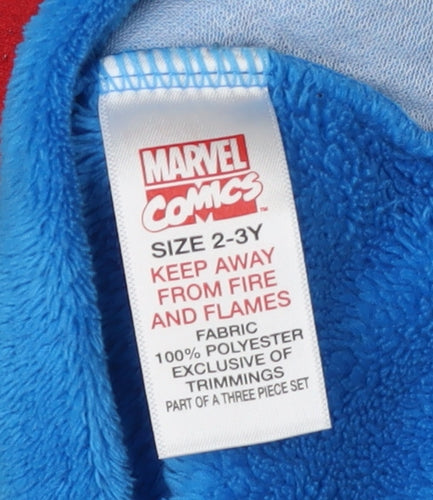 MARVEL
COMICS
SIZE 2-3Y
KEEP AWAY
FROM FIRE
AND FLAMES
FABRIC
100% POLYESTER
EXCLUSIVE OF
TRIMMINGS
PART OF A THREE PIECE SET